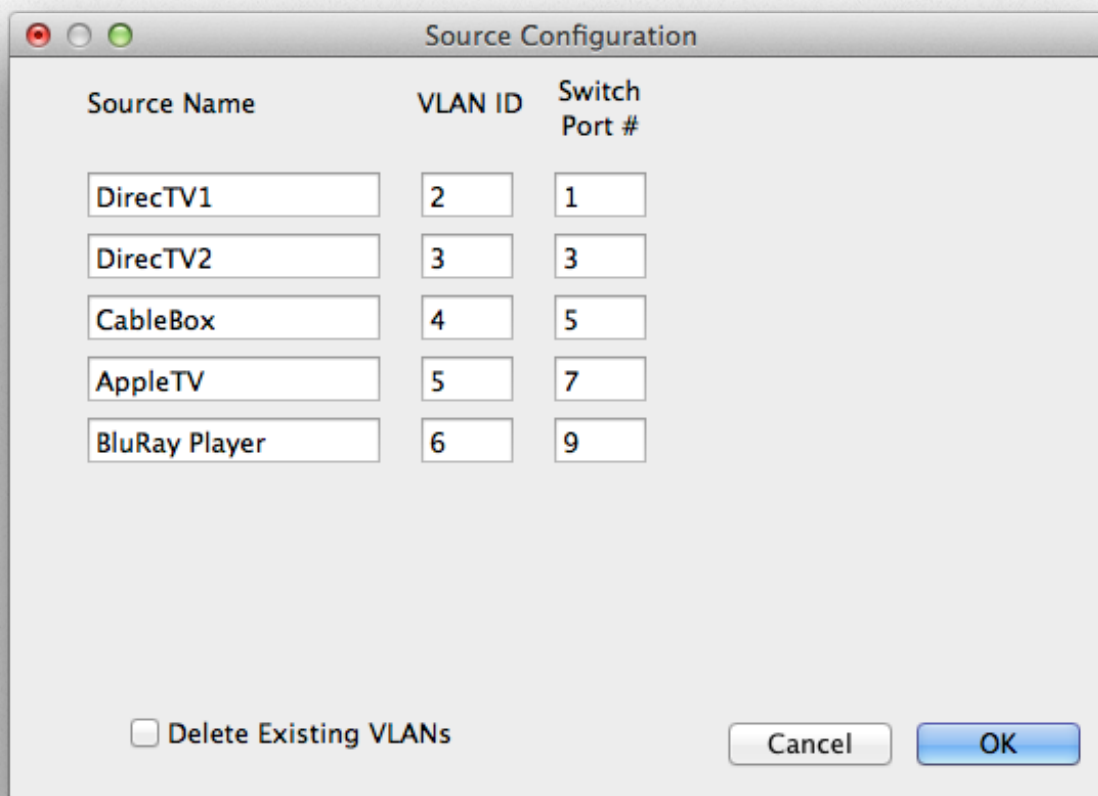 Source Configuration
Source Name VLAN ID Switch Port #
DirecTV1 2 1
DirecTV2 3 3
CableBox 4 5
AppleTV 5 7
BluRay Player 6 9
Delete Existing VLANs Cancel OK